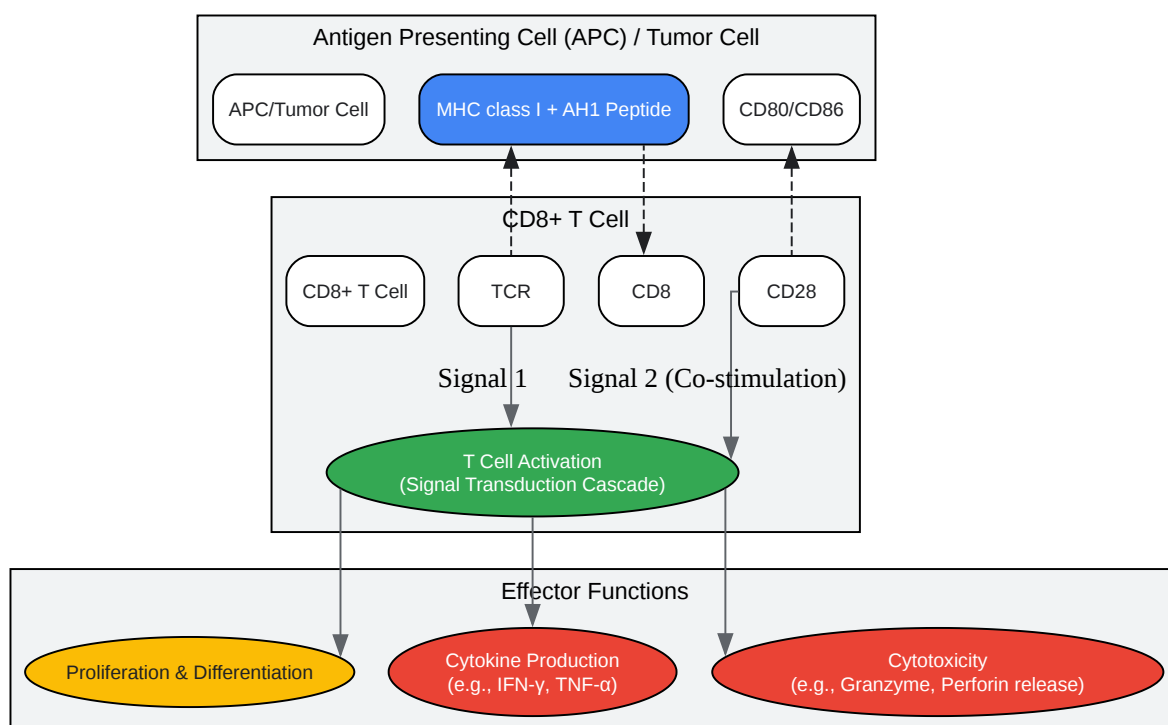 Antigen Presenting Cell (APC) / Tumor Cell
APC/Tumor Cell
MHC class I + AH1 Peptide
CD80/CD86
CD8+ T Cell
CD8+ T Cell
TCR
CD8
CD28
Signal 1
Signal 2 (Co-stimulation)
T Cell Activation
(Signal Transduction Cascade)
Effector Functions
Proliferation & Differentiation
Cytokine Production
(e.g., IFN-γ, TNF-α)
Cytotoxicity
(e.g., Granzyme, Perforin release)